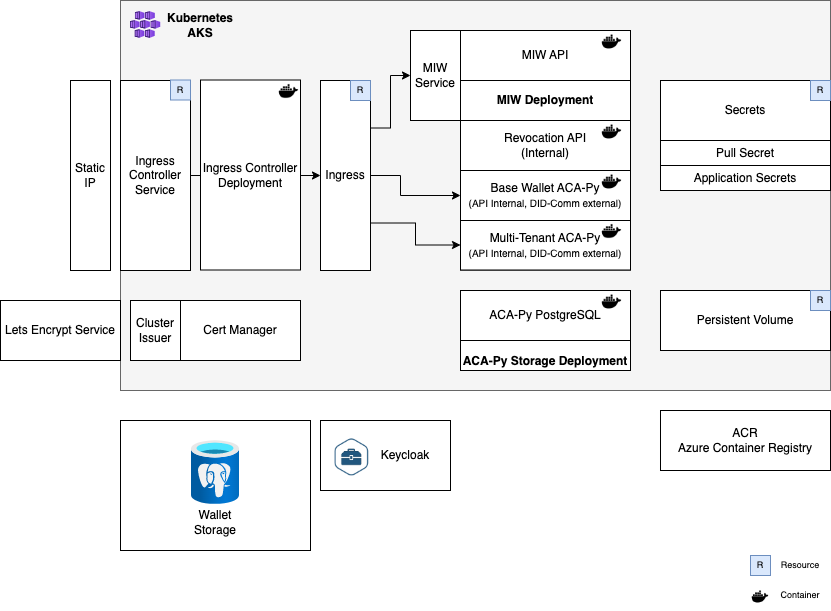 Kubernetes
AKS
MIW
Service
MIW API
MIW Deployment
R
Static
IP
Ingress
Controller
Service
Ingress Controller
Deployment
R
Ingress
Revocation API
(Internal)
Base Wallet ACA-Py
(API Internal, DID-Comm external)
Multi-Tenant ACA-Py
(API Internal, DID-Comm external)
R
Secrets
Pull Secret
Application Secrets
Lets Encrypt Service
Cluster
Issuer
Cert Manager
ACA-Py PostgreSQL
ACA-Py Storage Deployment
R
Persistent Volume
Wallet
Storage
Keycloak
ACR
Azure Container Registry
R
Resource
Container